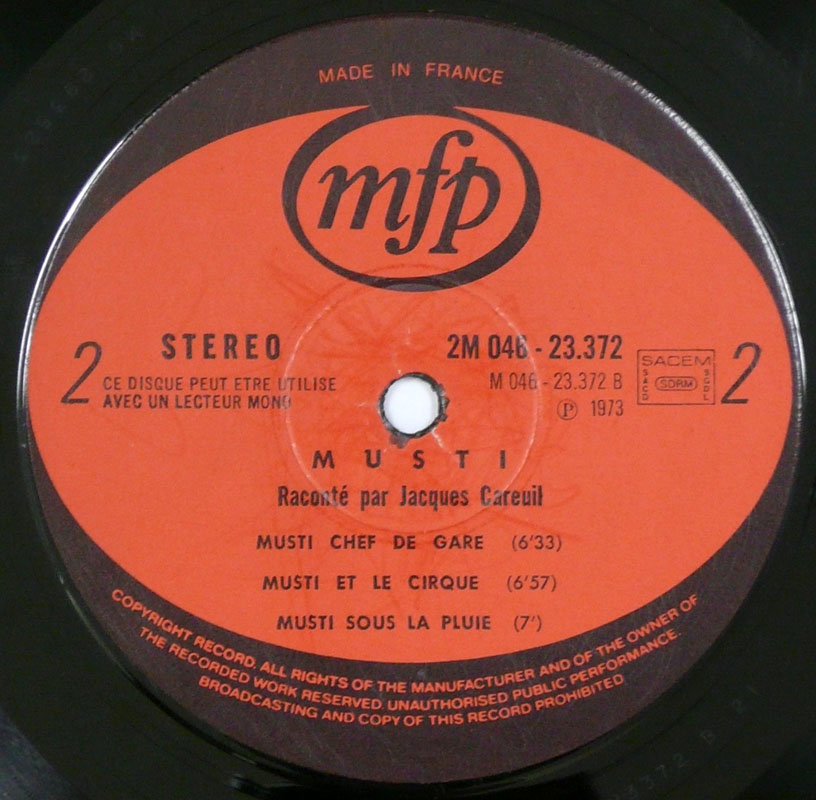 MADE IN FRANCE
mfp
2 STEREO 2M 046 - 23.372 2
CE DISQUE PEUT ETRE UTILISE
AVEC UN LECTEUR MONO
M 046 - 23.372 B
℗ 1973
SACEM
SACD SDRM SGDL
MUSTI
Raconté par Jacques Careuil
MUSTI CHEF DE GARE (6'33)
MUSTI ET LE CIRQUE (6'57)
MUSTI SOUS LA PLUIE (7')
COPYRIGHT RECORD. ALL RIGHTS OF THE MANUFACTURER AND OF THE OWNER OF
THE RECORDED WORK RESERVED. UNAUTHORISED PUBLIC PERFORMANCE.
BROADCASTING AND COPY OF THIS RECORD PROHIBITED